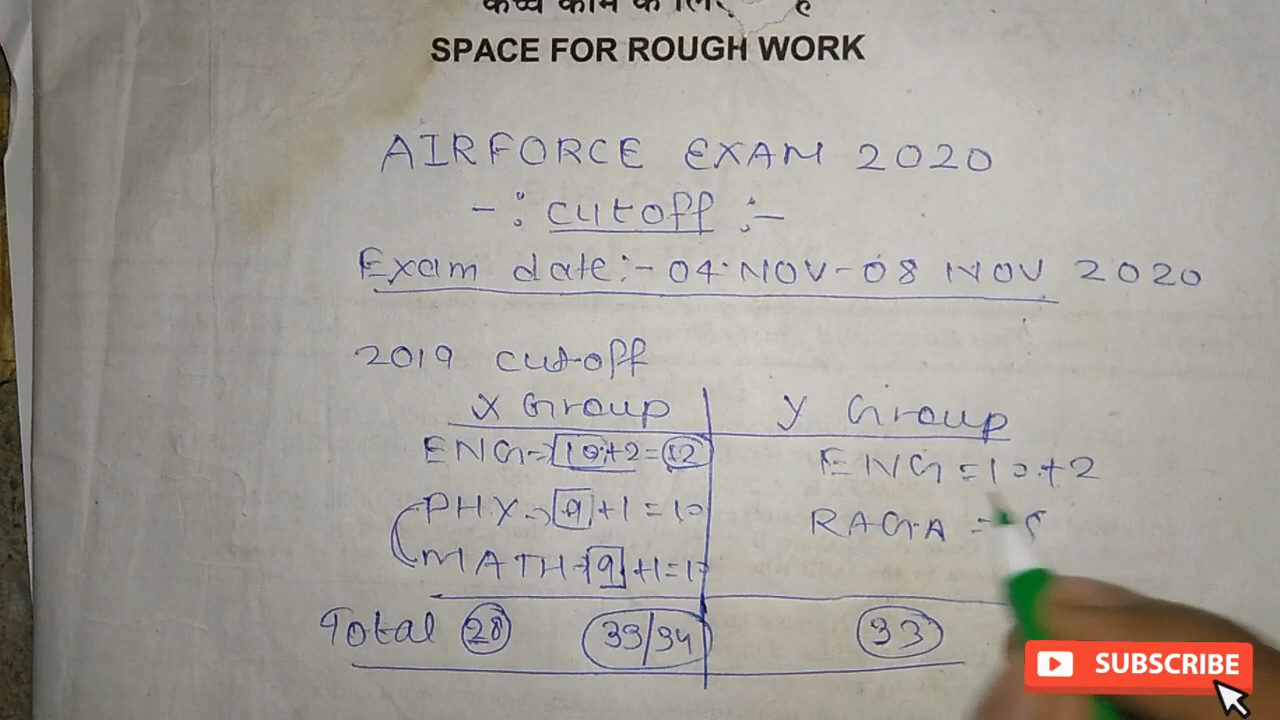 कच्चे काम के लिए है
SPACE FOR ROUGH WORK
AIRFORCE EXAM 2020
-: cutoff :-
Exam date:- 04 NOV - 08 NOV 2020
2019 cutoff
X Group
Y Group
ENG → 10+2=12
ENG = 10+2
PHY → 9 +1=10
RAGA =
MATH - 9 +1=10
Total 28 33/34
33
SUBSCRIBE